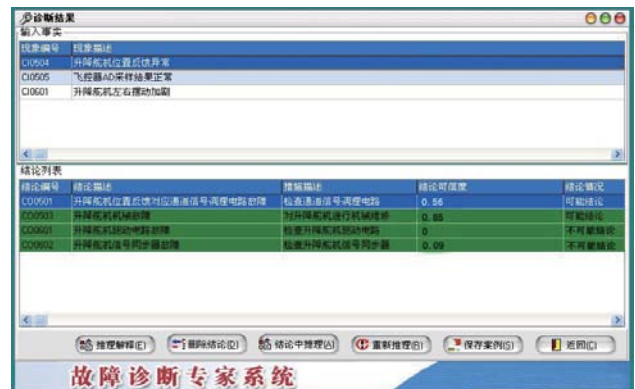 诊断结果
输入事实
现象编号 现象描述
CI0504 升降舵机位置反馈异常
CI0505 飞控器AD采样结果正常
CI0601 升降舵机左右摆动加剧
结论列表
结论编号 结论描述 措施描述 结论可信度 结论情况
CO0501 升降舵机位置反馈对应通道信号调理电路故障 检查通道信号调理电路 0.56 可能结论
CO0503 升降舵机机械故障 对升降舵机进行机械维修 0.85 可能结论
CO0601 升降舵机驱动电路故障 检查升降舵机驱动电路 0 不可能结论
CO0602 升降舵机信号同步器故障 检查升降舵机信号同步器 0.09 不可能结论
推理解释(E) 删除结论(D) 结论中推理(A) 重新推理(B) 保存案例(S) 返回(C)
故障诊断专家系统